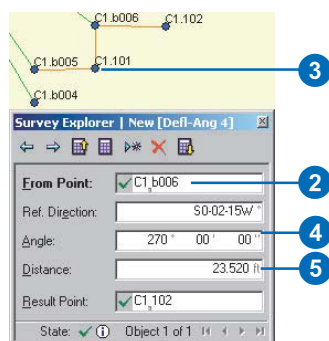 C1.b006 C1.102
C1.b005 C1.101
3
C1.b004
Survey Explorer | New [Defl-Ang 4]
From Point: C1.b006
2
Ref. Direction: S0-02-15W °
Angle: 270 ° 00 ' 00 ''
4
Distance: 23.520 ft
5
Result Point: C1.102
State: Object 1 of 1